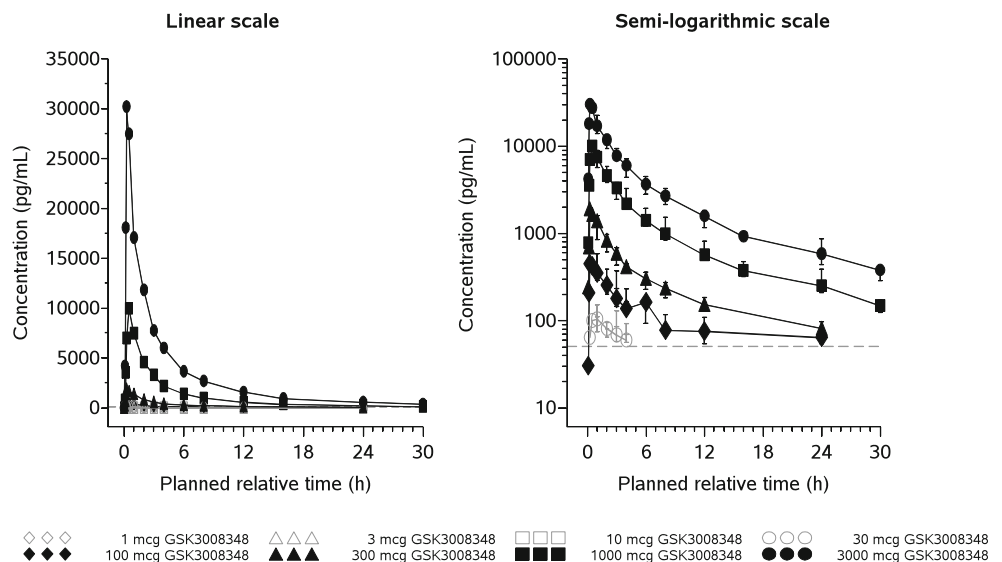 Linear scale
Semi-logarithmic scale
35000
30000
25000
20000
15000
10000
5000
0
Concentration (pg/mL)
0 6 12 18 24 30
Planned relative time (h)
100000
10000
1000
100
10
Concentration (pg/mL)
0 6 12 18 24 30
Planned relative time (h)
1 mcg GSK3008348 3 mcg GSK3008348 10 mcg GSK3008348 30 mcg GSK3008348
100 mcg GSK3008348 300 mcg GSK3008348 1000 mcg GSK3008348 3000 mcg GSK3008348